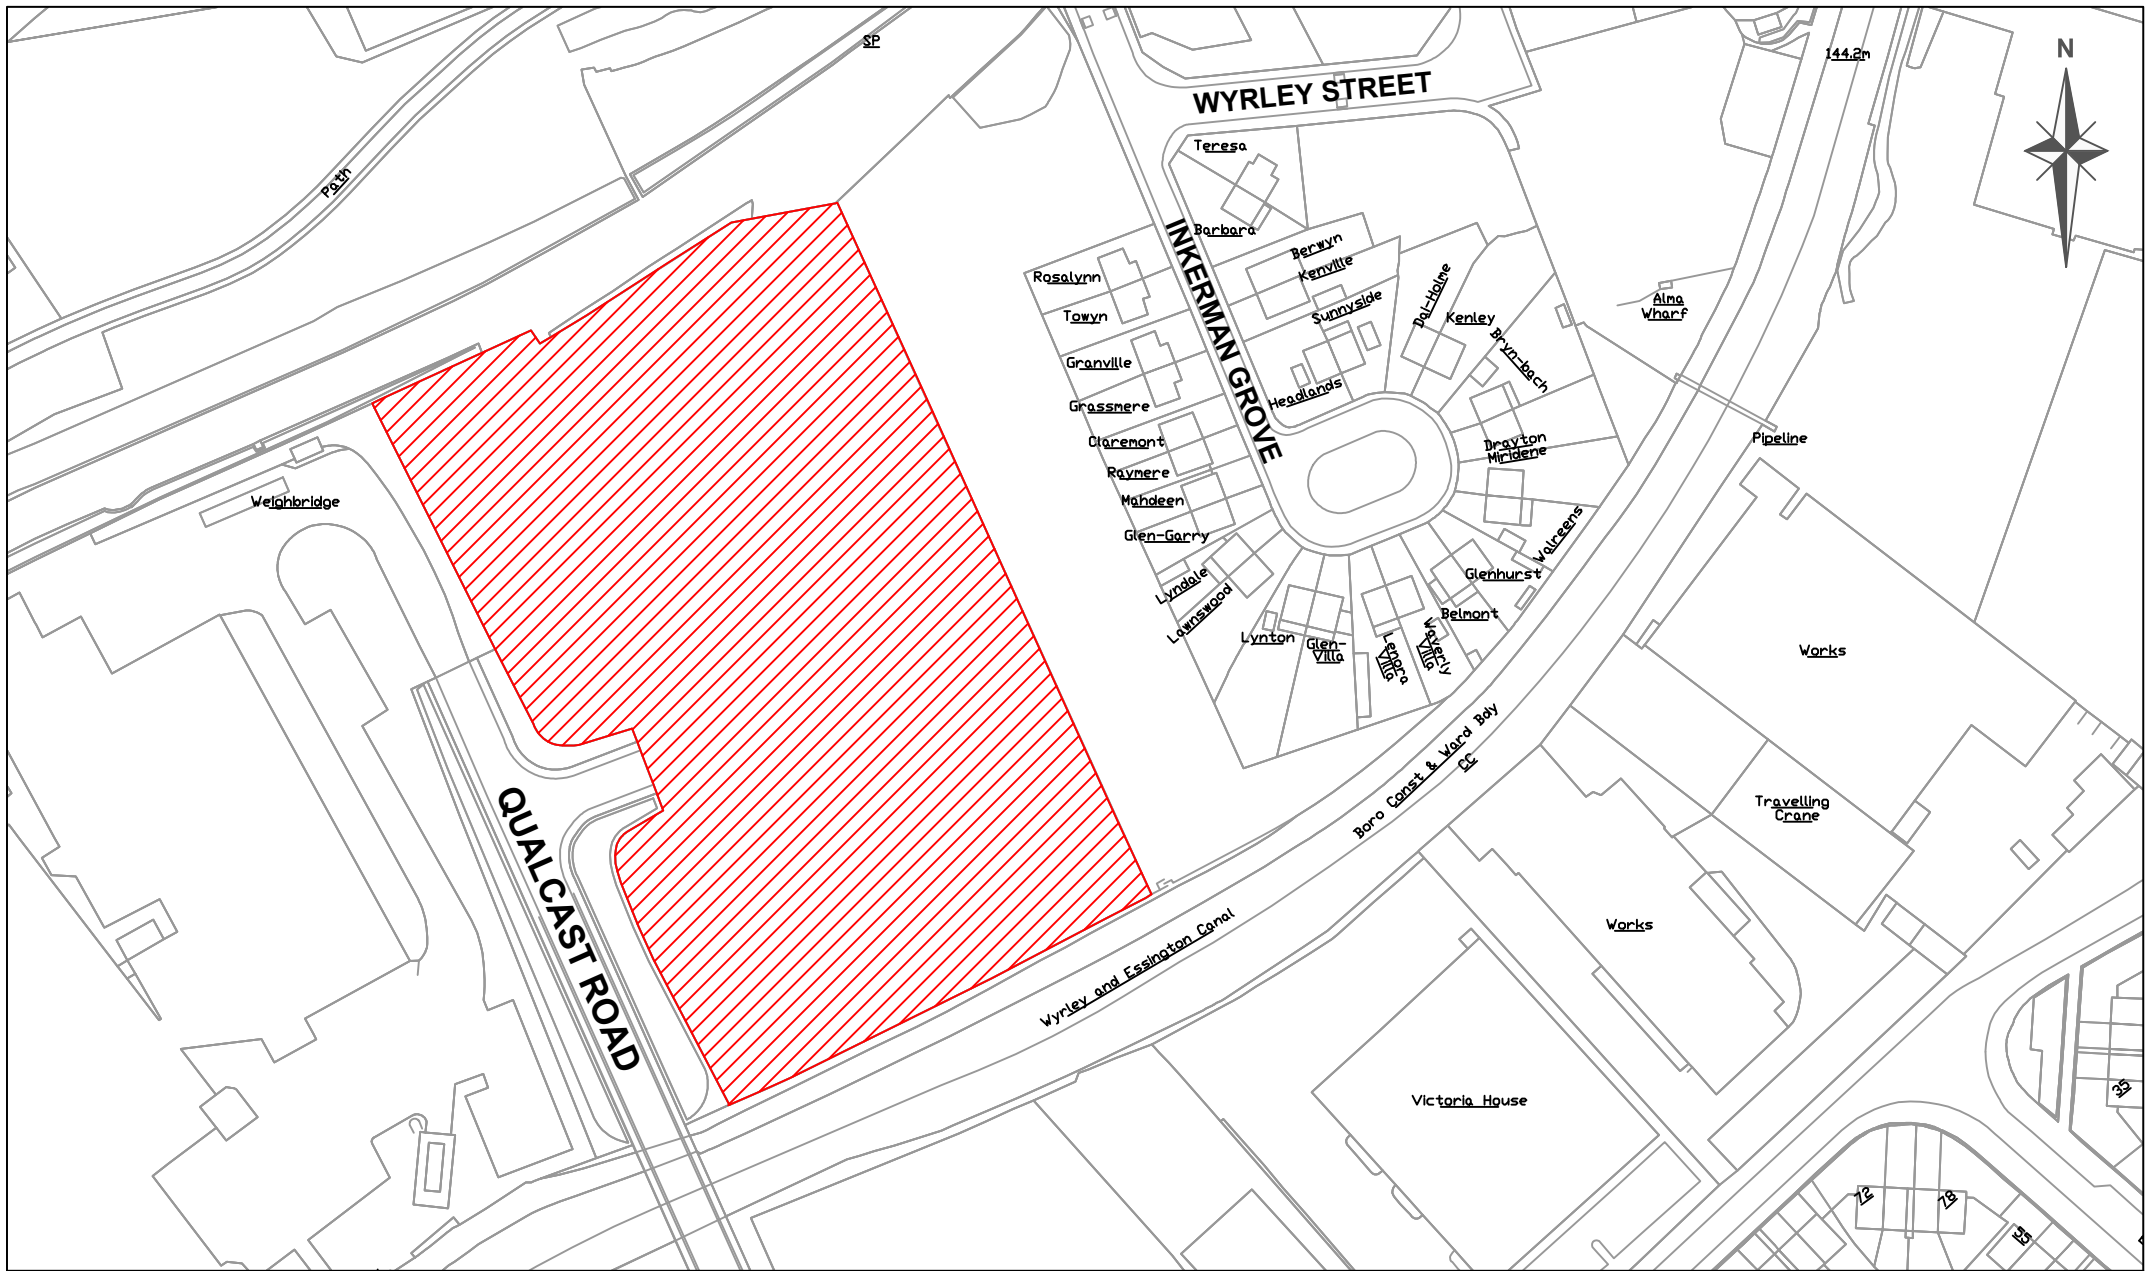 SP
144.2m
N
WYRLEY STREET
Path
Teresa
Barbara
INKERMAN GROVE
Berwyn
Kenville
Sunnyside
Dal-Holme
Kenley
Bryn-bach
Alma
Wharf
Rosalynn
Towyn
Granville
Grassmere
Headlands
Claremont
Raymere
Mahdeen
Glen-Garry
Drayton
Miridene
Pipeline
Weighbridge
Walreens
Lyndale
Lawnswood
Glenhurst
Belmont
Lynton
Glen-
Villa
Lenora
Villa
Waverly
Villa
Works
Boro Const & Ward Bdy
CC
Travelling
Crane
QUALCAST ROAD
Works
Wyrley and Essington Canal
Victoria House
35
72
78
55